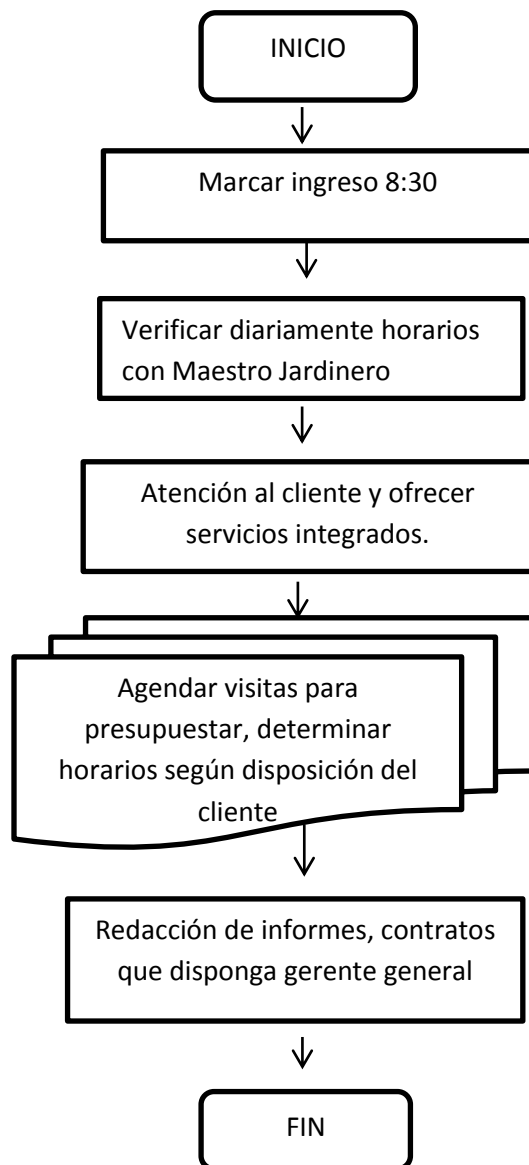 INICIO
Marcar ingreso 8:30
Verificar diariamente horarios
con Maestro Jardinero
Atención al cliente y ofrecer
servicios integrados.
Agendar visitas para
presupuestar, determinar
horarios según disposición del
cliente
Redacción de informes, contratos
que disponga gerente general
FIN